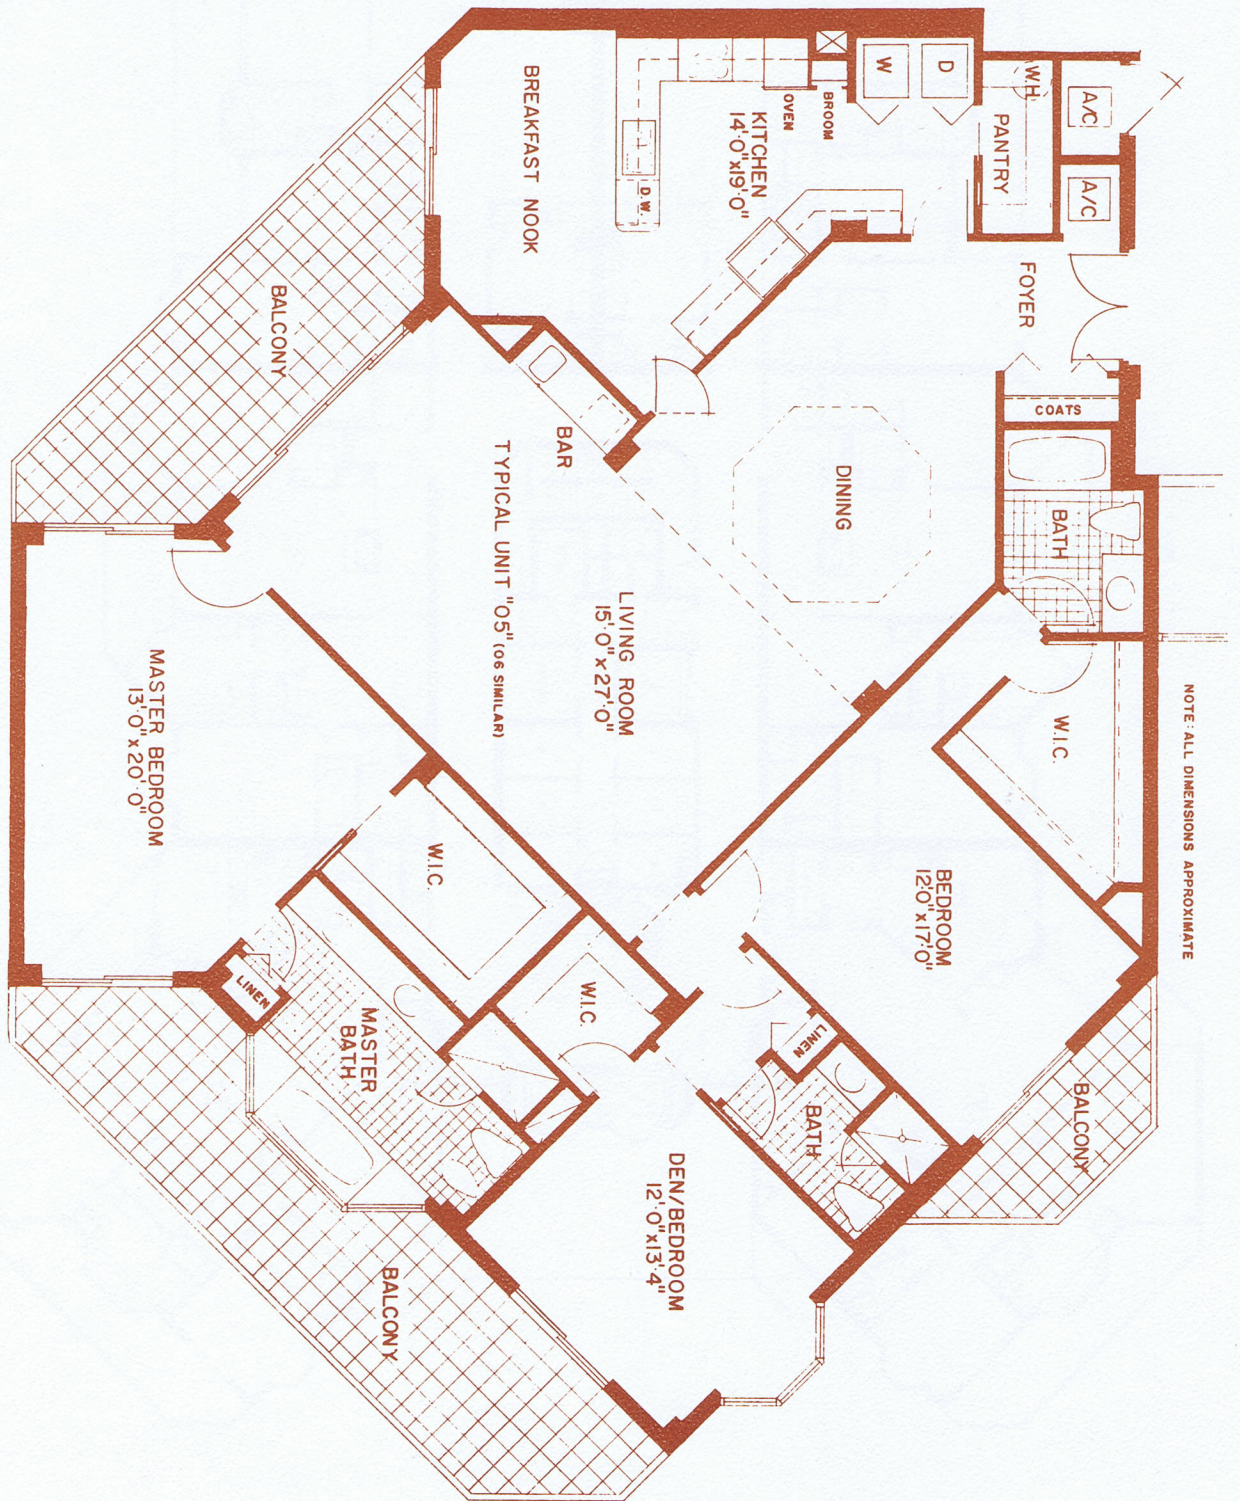 BREAKFAST NOOK
KITCHEN
14'·0"x19'·0"
OVEN
BROOM
D.W.
W
D
W.H.
PANTRY
A/C
A/C
FOYER
COATS
BATH
BALCONY
BAR
DINING
TYPICAL UNIT "05" (06 SIMILAR)
LIVING ROOM
15'·0"x27'·0"
W.I.C.
NOTE: ALL DIMENSIONS APPROXIMATE
MASTER BEDROOM
13'·0"x20'·0"
W.I.C.
BEDROOM
12'·0"x17'·0"
LINEN
MASTER
BATH
W.I.C.
LINEN
BATH
BALCONY
DEN/BEDROOM
12'·0"x13'·4"
BALCONY